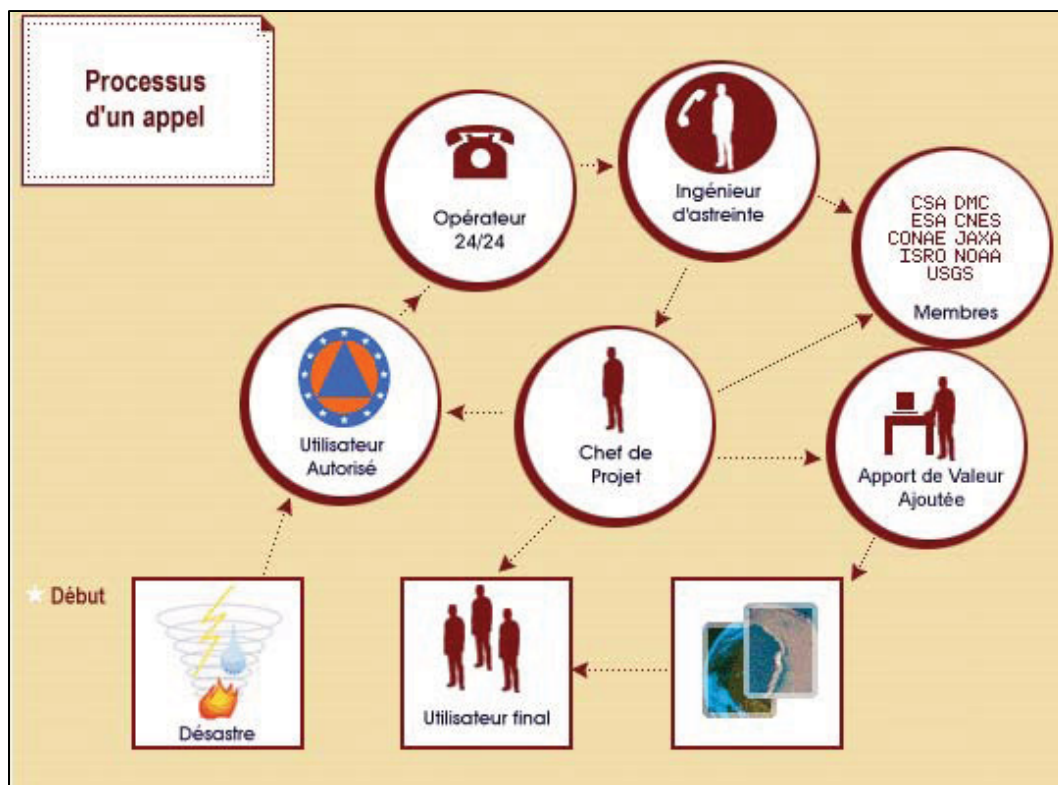 Processus
d'un appel
Opérateur
24/24
Ingénieur
d'astreinte
CSA DMC
ESA CNES
CONAE JAXA
ISRO NOAA
USGS
Membres
Utilisateur
Autorisé
Chef de
Projet
Apport de Valeur
Ajoutée
Début
Désastre
Utilisateur final